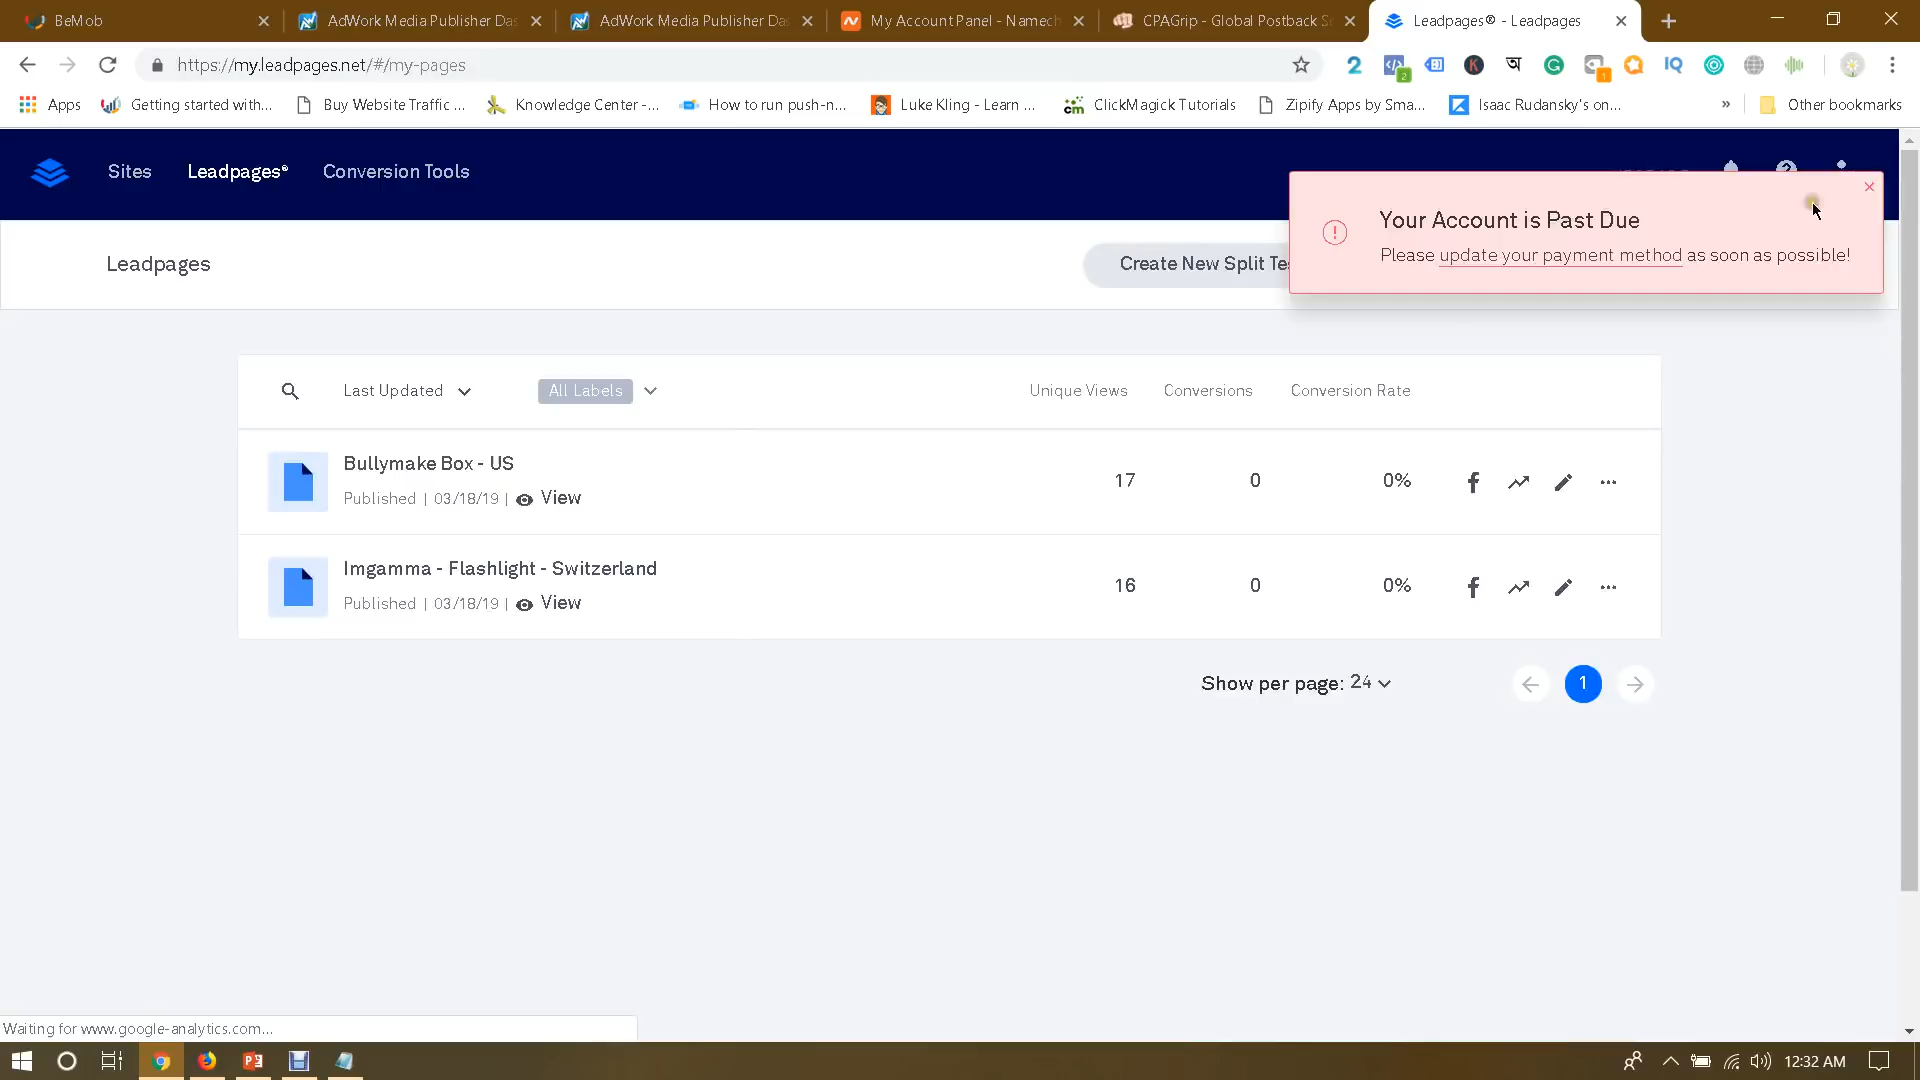 BeMob
AdWork Media Publisher Das
AdWork Media Publisher Das
My Account Panel - Namech
CPAGrip - Global Postback Se
Leadpages® - Leadpages
https://my.leadpages.net/#/my-pages
Apps
Getting started with...
Buy Website Traffic ...
Knowledge Center -...
How to run push-n...
Luke Kling - Learn ...
ClickMagick Tutorials
Zipify Apps by Sma...
Isaac Rudansky's on...
»
Other bookmarks
Sites
Leadpages®
Conversion Tools
Your Account is Past Due
Please update your payment method as soon as possible!
Leadpages
Create New Split Te
Last Updated
All Labels
Unique Views
Conversions
Conversion Rate
Bullymake Box - US
17
0
0%
Published | 03/18/19 | View
Imgamma - Flashlight - Switzerland
16
0
0%
Published | 03/18/19 | View
Show per page: 24
1
Waiting for www.google-analytics.com...
12:32 AM